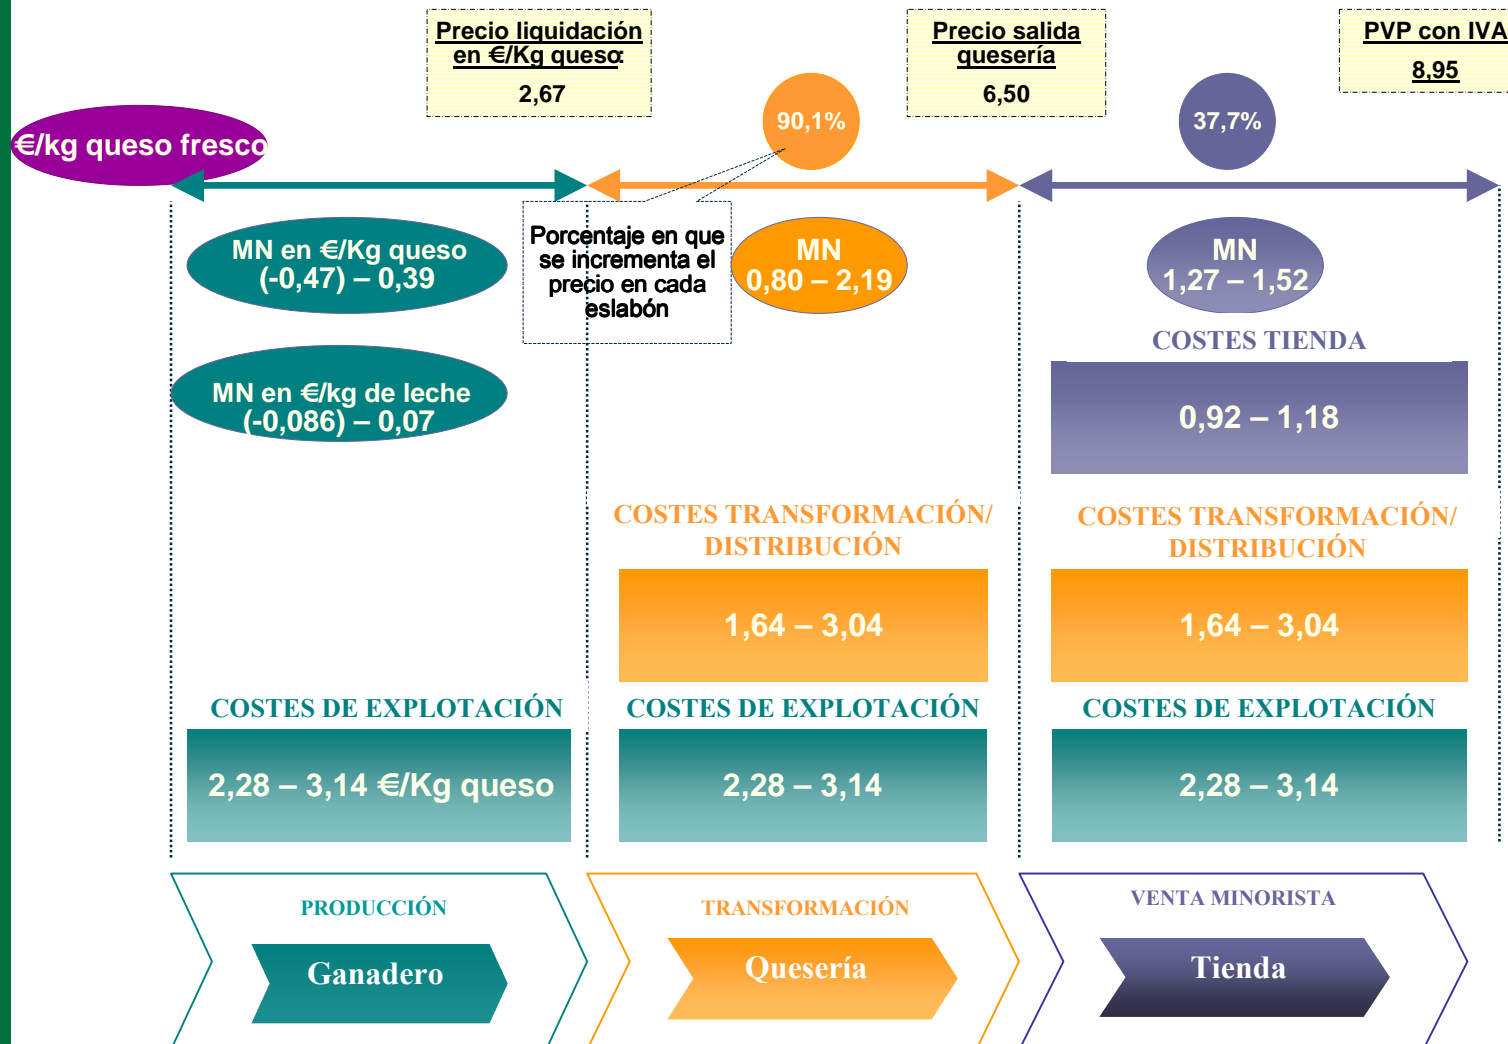 Precio liquidación
en €/Kg queso:
2,67
Precio salida
quesería
6,50
PVP con IVA
8,95
€/kg queso fresco
90,1%
37,7%
MN en €/Kg queso
(-0,47) – 0,39
Porcentaje en que
se incrementa el
precio en cada
eslabón
MN
0,80 – 2,19
MN
1,27 – 1,52
MN en €/kg de leche
(-0,086) – 0,07
COSTES TIENDA
0,92 – 1,18
COSTES TRANSFORMACIÓN/
DISTRIBUCIÓN
1,64 – 3,04
COSTES TRANSFORMACIÓN/
DISTRIBUCIÓN
1,64 – 3,04
COSTES DE EXPLOTACIÓN
2,28 – 3,14 €/Kg queso
COSTES DE EXPLOTACIÓN
2,28 – 3,14
COSTES DE EXPLOTACIÓN
2,28 – 3,14
PRODUCCIÓN
Ganadero
TRANSFORMACIÓN
Quesería
VENTA MINORISTA
Tienda